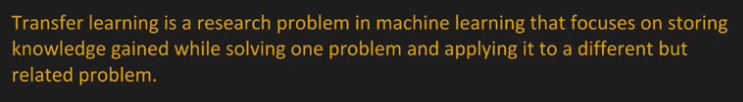 Transfer learning is a research problem in machine learning that focuses on storing
knowledge gained while solving one problem and applying it to a different but
related problem.